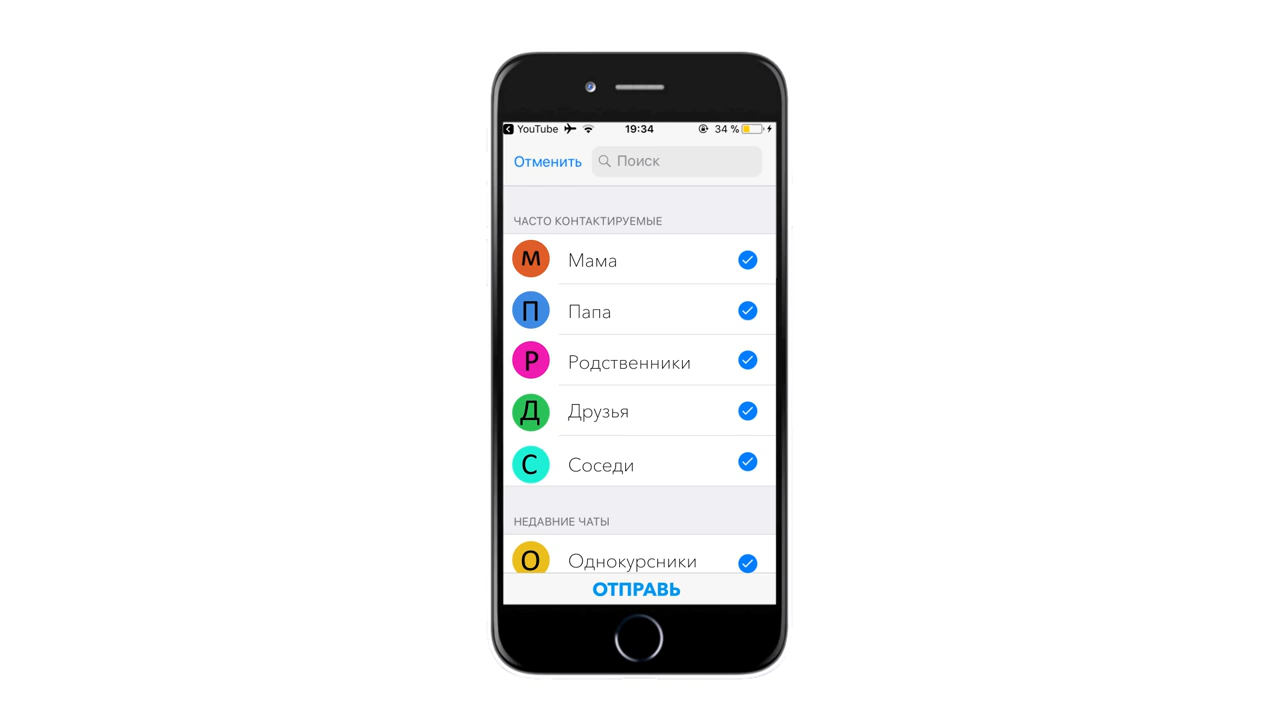 YouTube 19:34 34 %
Отменить Поиск
ЧАСТО КОНТАКТИРУЕМЫЕ
М Мама
П Папа
Р Родственники
Д Друзья
С Соседи
НЕДАВНИЕ ЧАТЫ
О Однокурсники
ОТПРАВЬ